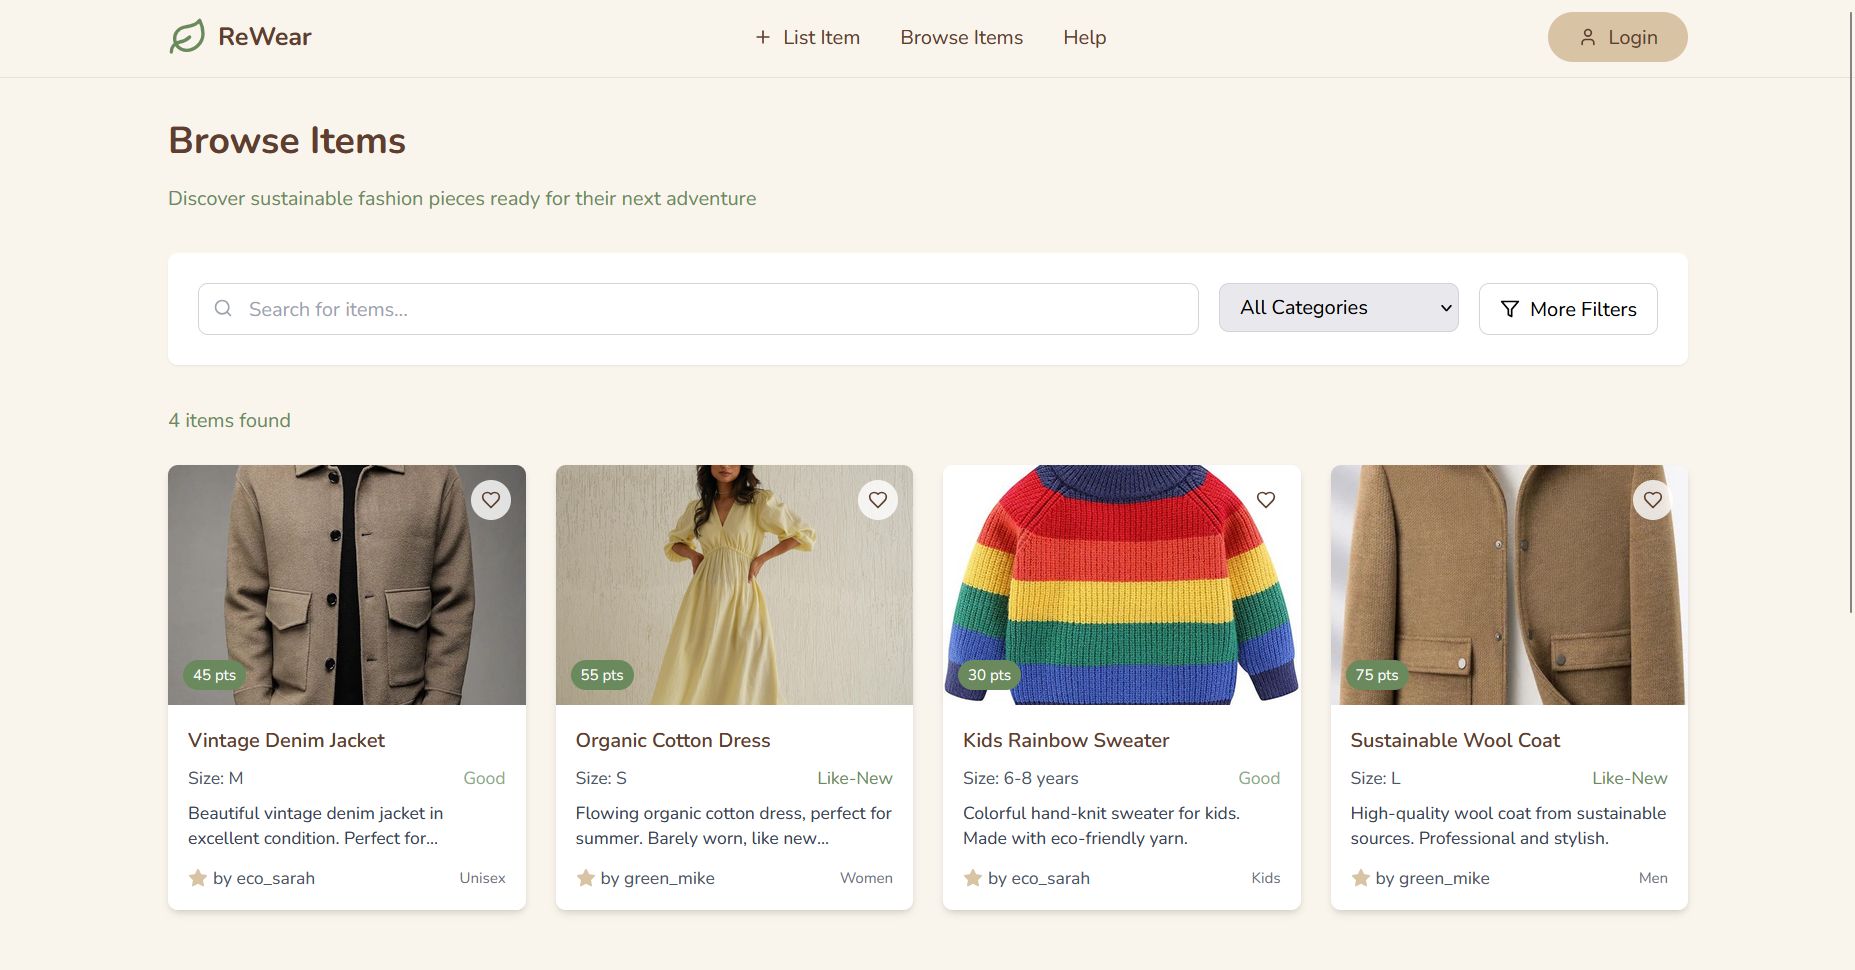 ReWear
List Item
Browse Items
Help
Login
Browse Items
Discover sustainable fashion pieces ready for their next adventure
Search for items...
All Categories
More Filters
4 items found
45 pts
Vintage Denim Jacket
Size: M
Good
Beautiful vintage denim jacket in
excellent condition. Perfect for...
by eco_sarah
Unisex
55 pts
Organic Cotton Dress
Size: S
Like-New
Flowing organic cotton dress, perfect for
summer. Barely worn, like new...
by green_mike
Women
30 pts
Kids Rainbow Sweater
Size: 6-8 years
Good
Colorful hand-knit sweater for kids.
Made with eco-friendly yarn.
by eco_sarah
Kids
75 pts
Sustainable Wool Coat
Size: L
Like-New
High-quality wool coat from sustainable
sources. Professional and stylish.
by green_mike
Men